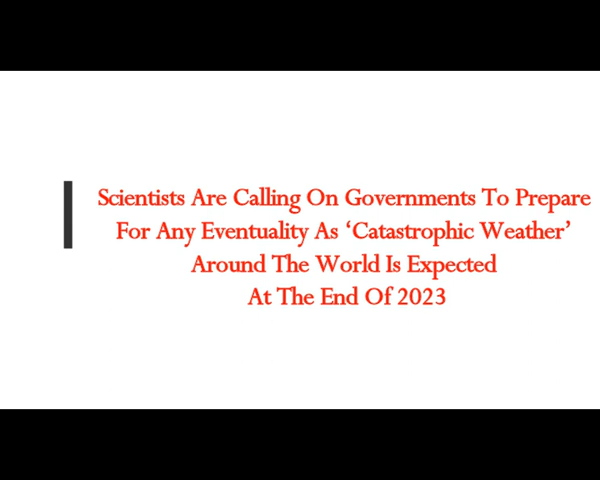 Scientists Are Calling On Governments To Prepare
For Any Eventuality As ‘Catastrophic Weather’
Around The World Is Expected
At The End Of 2023